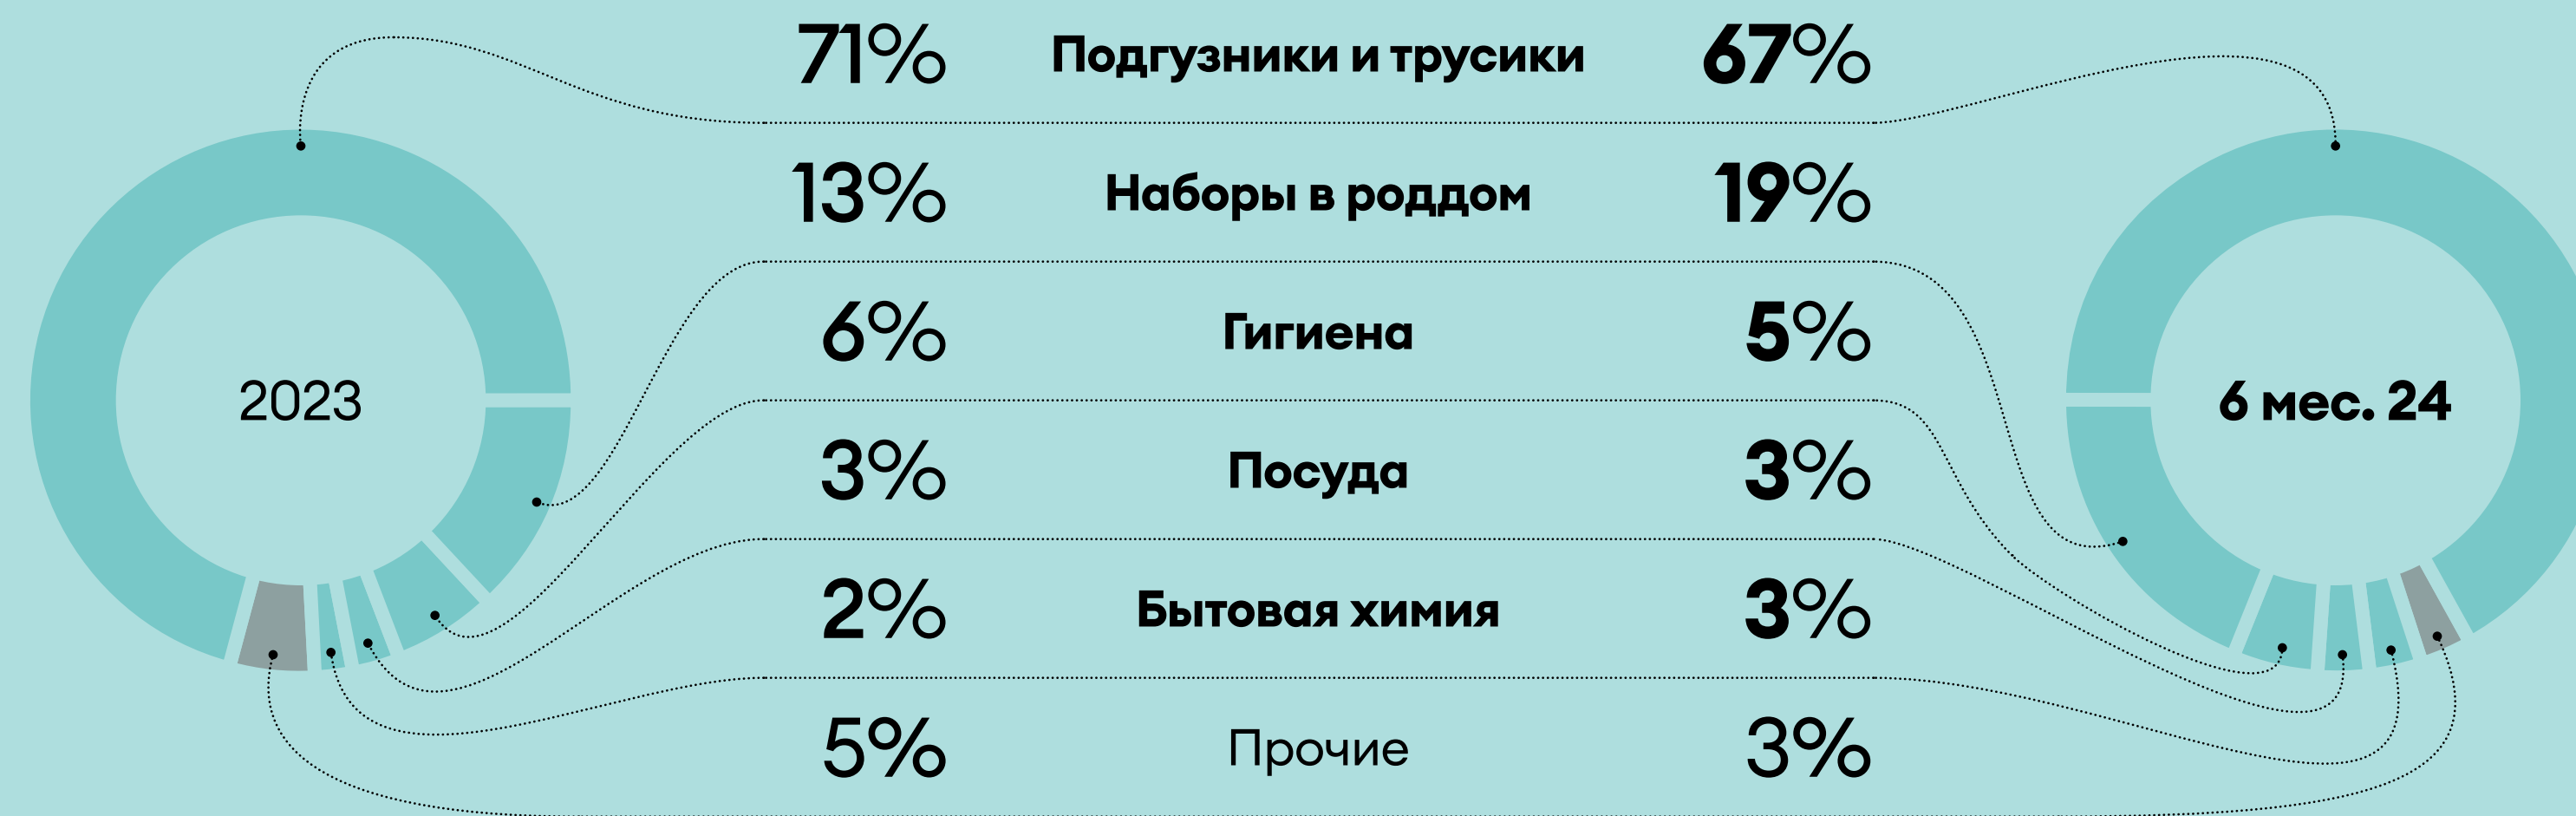 71% Подгузники и трусики 67%
13% Наборы в роддом 19%
6% Гигиена 5%
2023
6 мес. 24
3% Посуда 3%
2% Бытовая химия 3%
5% Прочие 3%